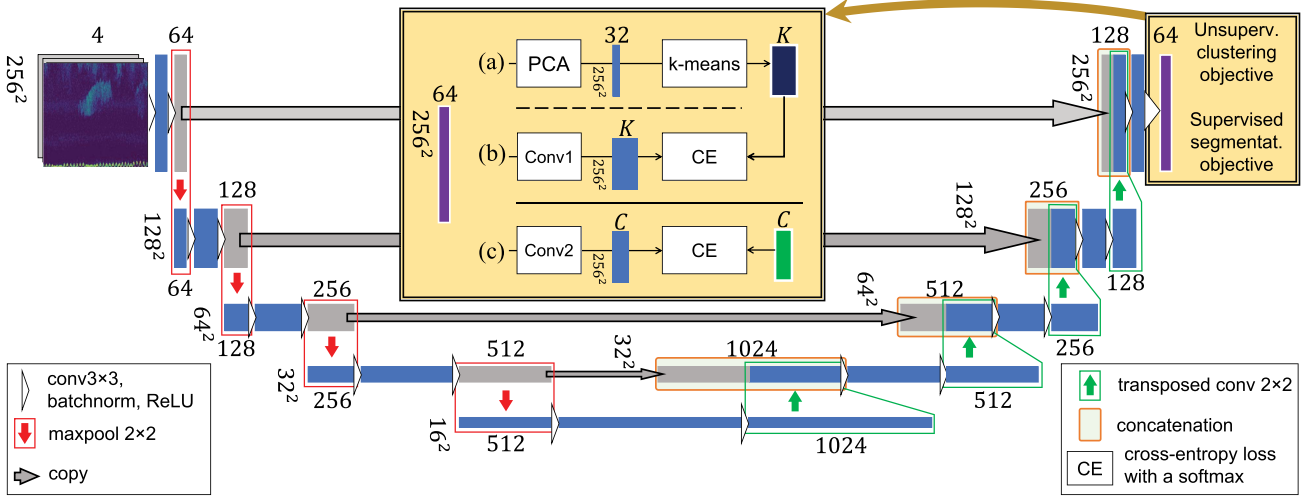 4
64
256²
128
128²
64
256
64²
128
512
32²
256
16²
512
(a)
PCA
32
256²
k-means
K
64
256²
(b)
Conv1
K
256²
CE
(c)
Conv2
C
256²
CE
C
32²
1024
1024
64²
512
512
128²
256
256
256²
128
64
128
Unsuperv.
clustering
objective
Supervised
segmentat.
objective
conv3×3,
batchnorm, ReLU
maxpool 2×2
copy
transposed conv 2×2
concatenation
CE
cross-entropy loss
with a softmax